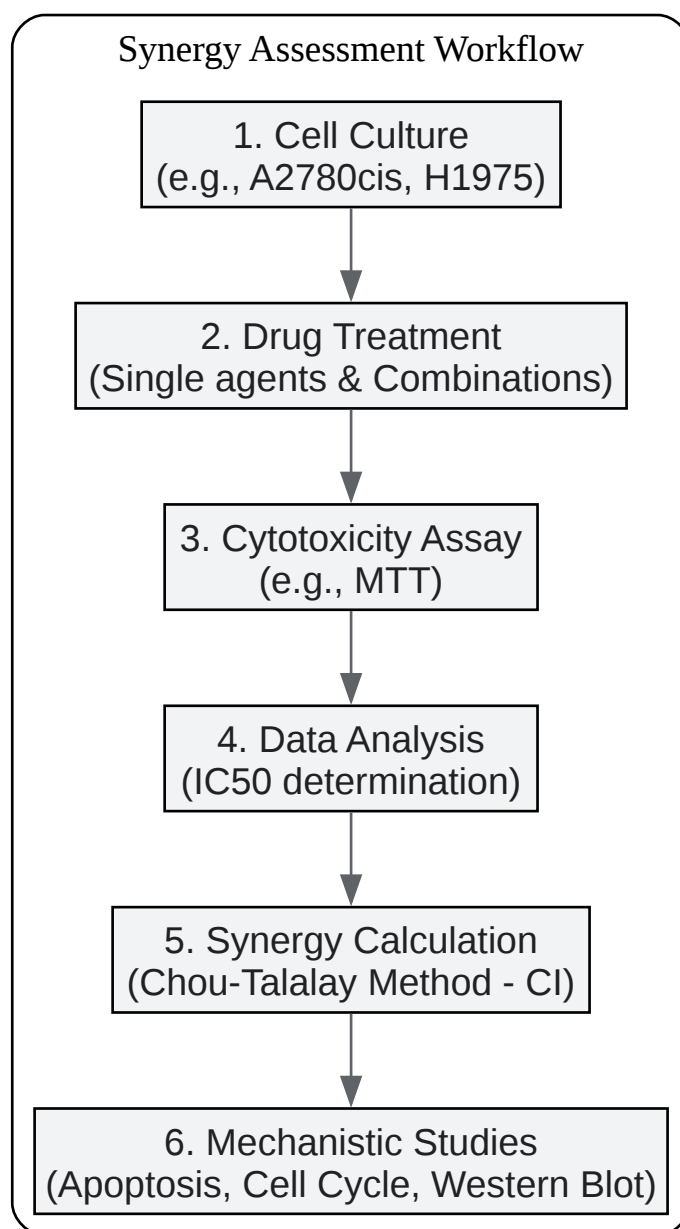 Synergy Assessment Workflow
1. Cell Culture
(e.g., A2780cis, H1975)
2. Drug Treatment
(Single agents & Combinations)
3. Cytotoxicity Assay
(e.g., MTT)
4. Data Analysis
(IC50 determination)
5. Synergy Calculation
(Chou-Talalay Method - CI)
6. Mechanistic Studies
(Apoptosis, Cell Cycle, Western Blot)